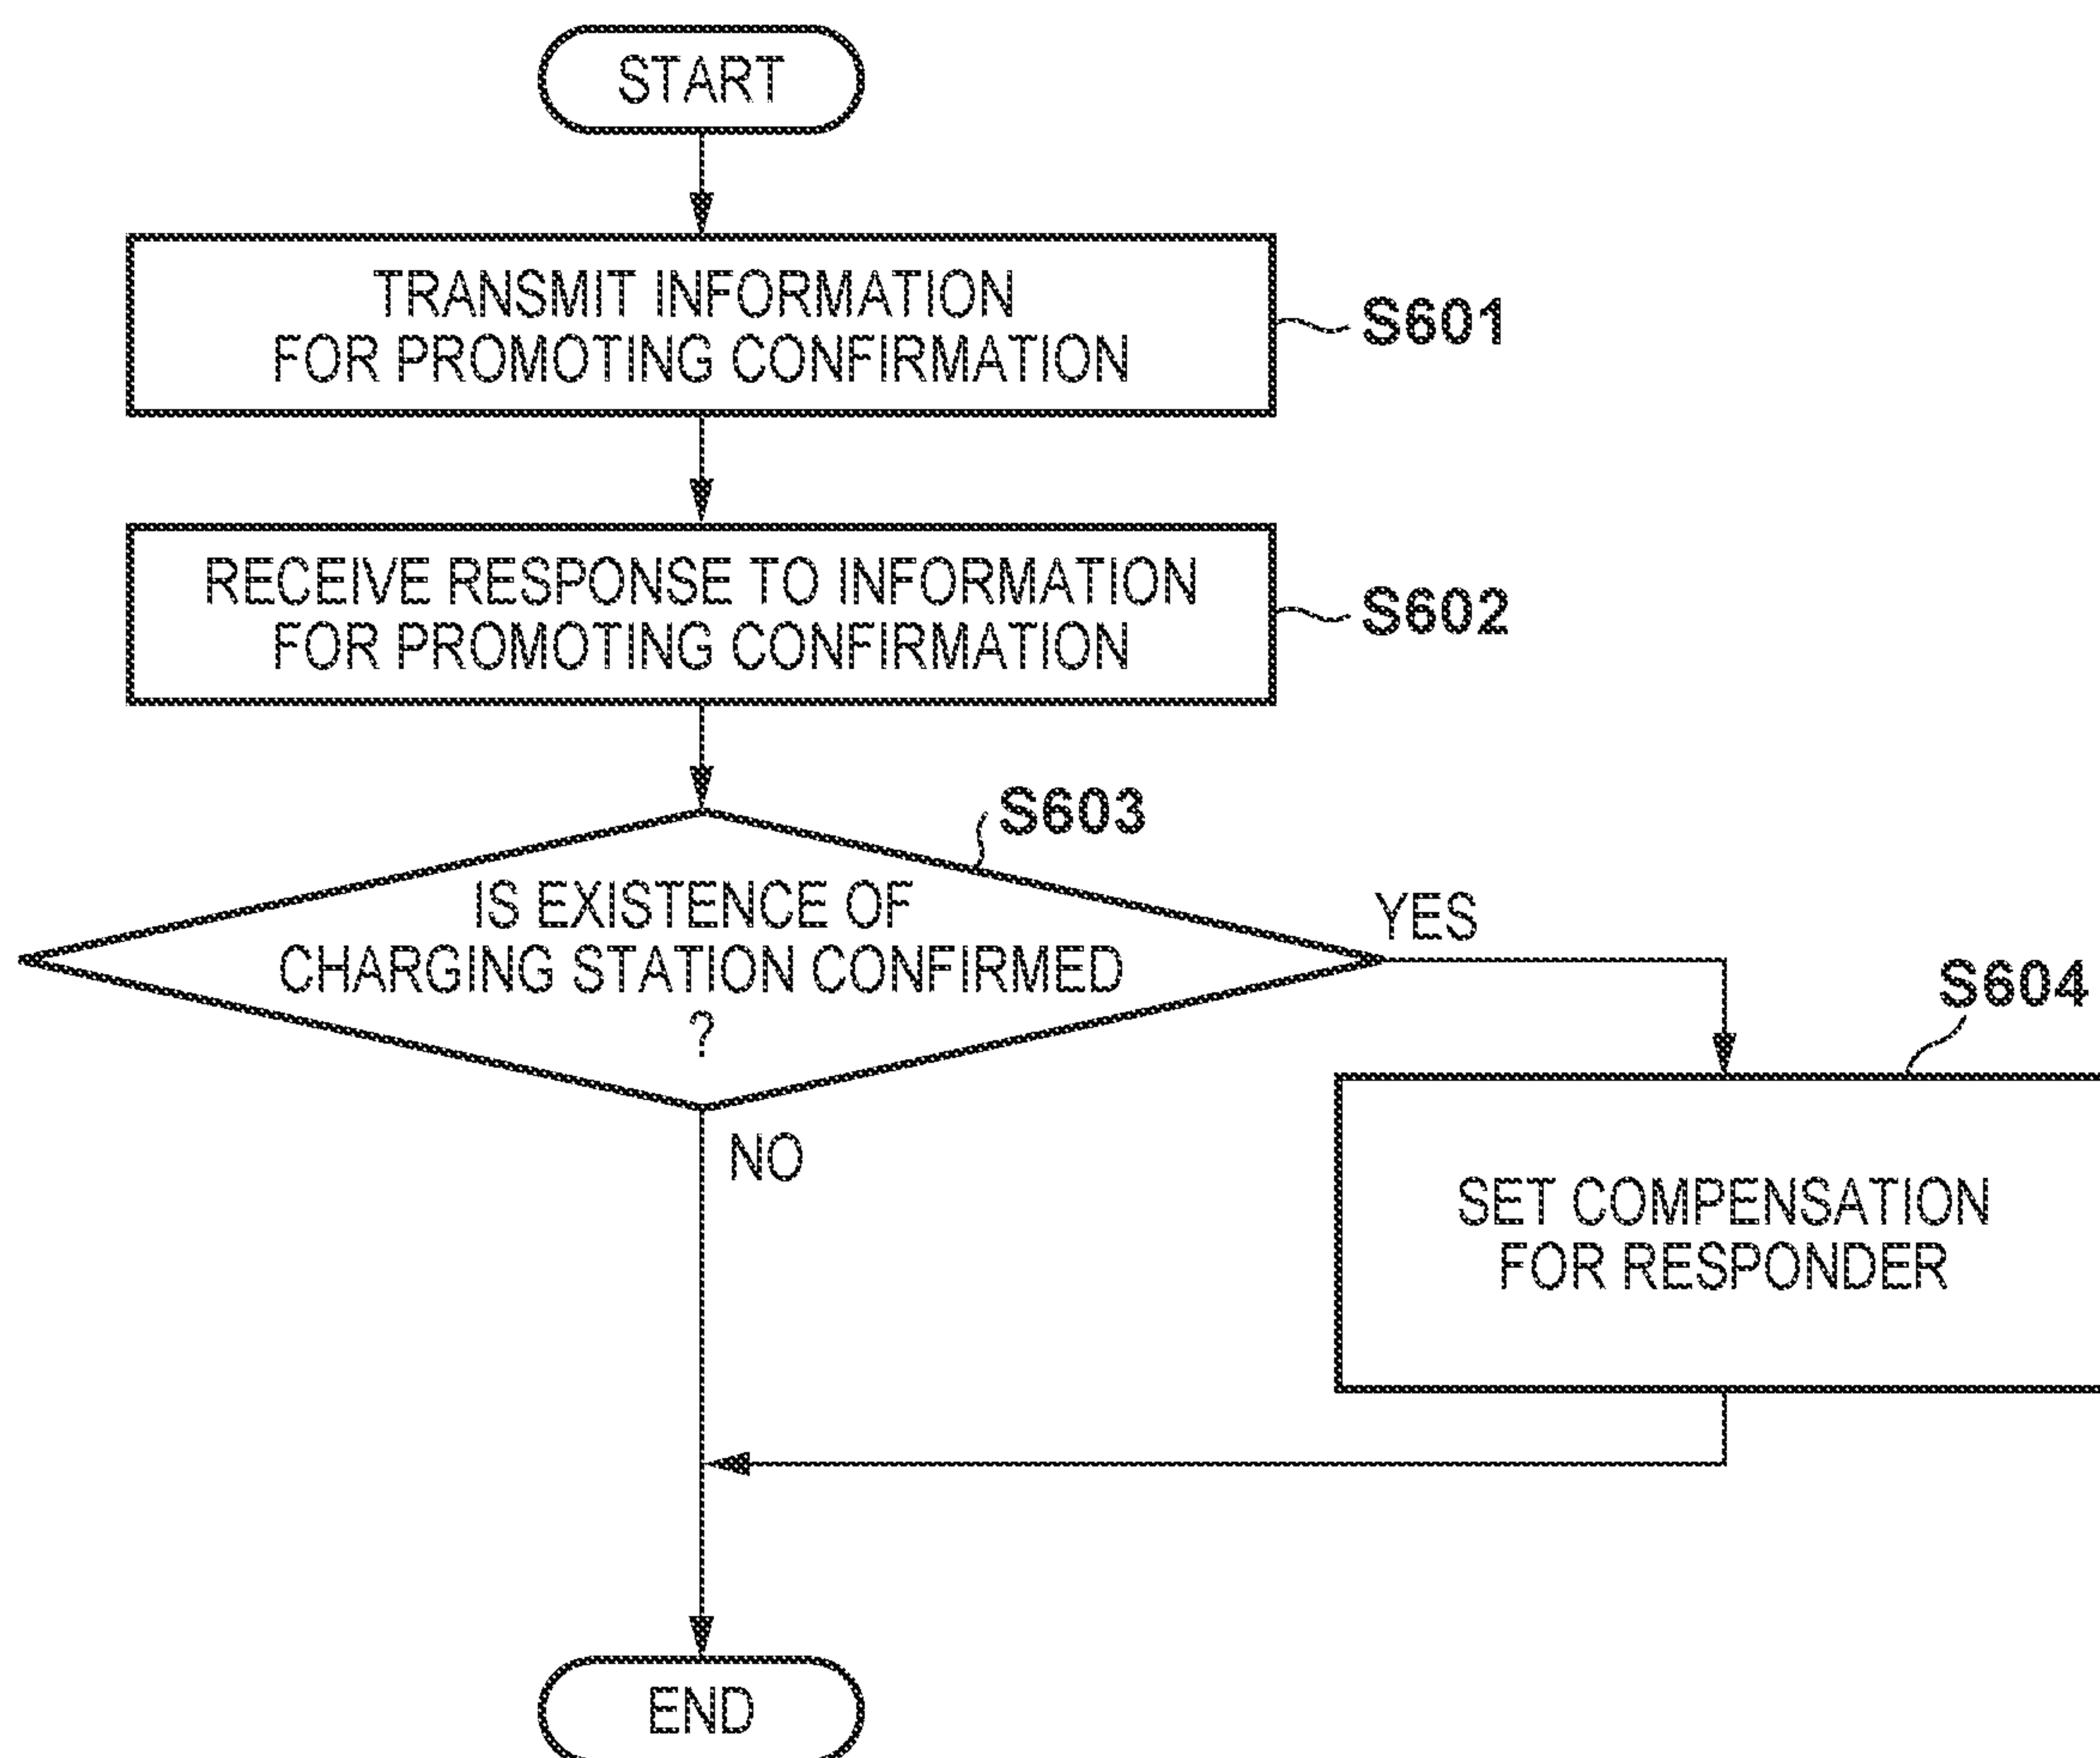 START
TRANSMIT INFORMATION
FOR PROMOTING CONFIRMATION
S601
RECEIVE RESPONSE TO INFORMATION
FOR PROMOTING CONFIRMATION
S602
S603
IS EXISTENCE OF
CHARGING STATION CONFIRMED
?
YES
NO
S604
SET COMPENSATION
FOR RESPONDER
END